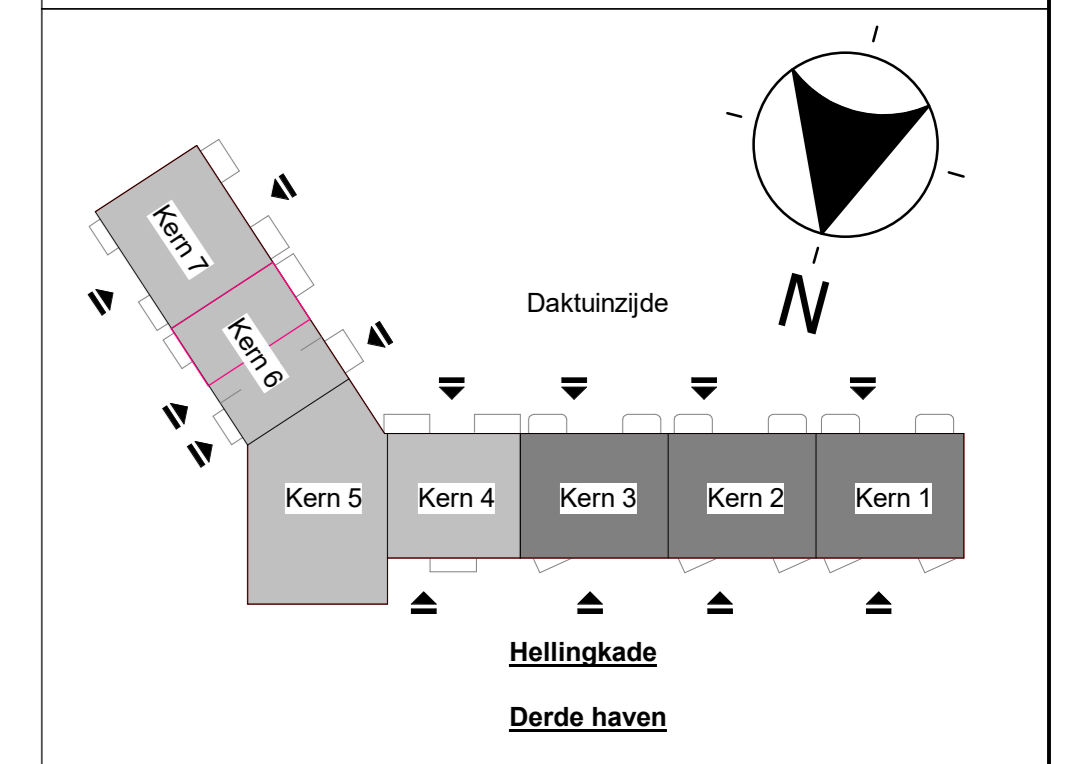 N
Daktuinzijde
Kern 7
Kern 6
Kern 5
Kern 4
Kern 3
Kern 2
Kern 1
Hellingkade
Derde haven